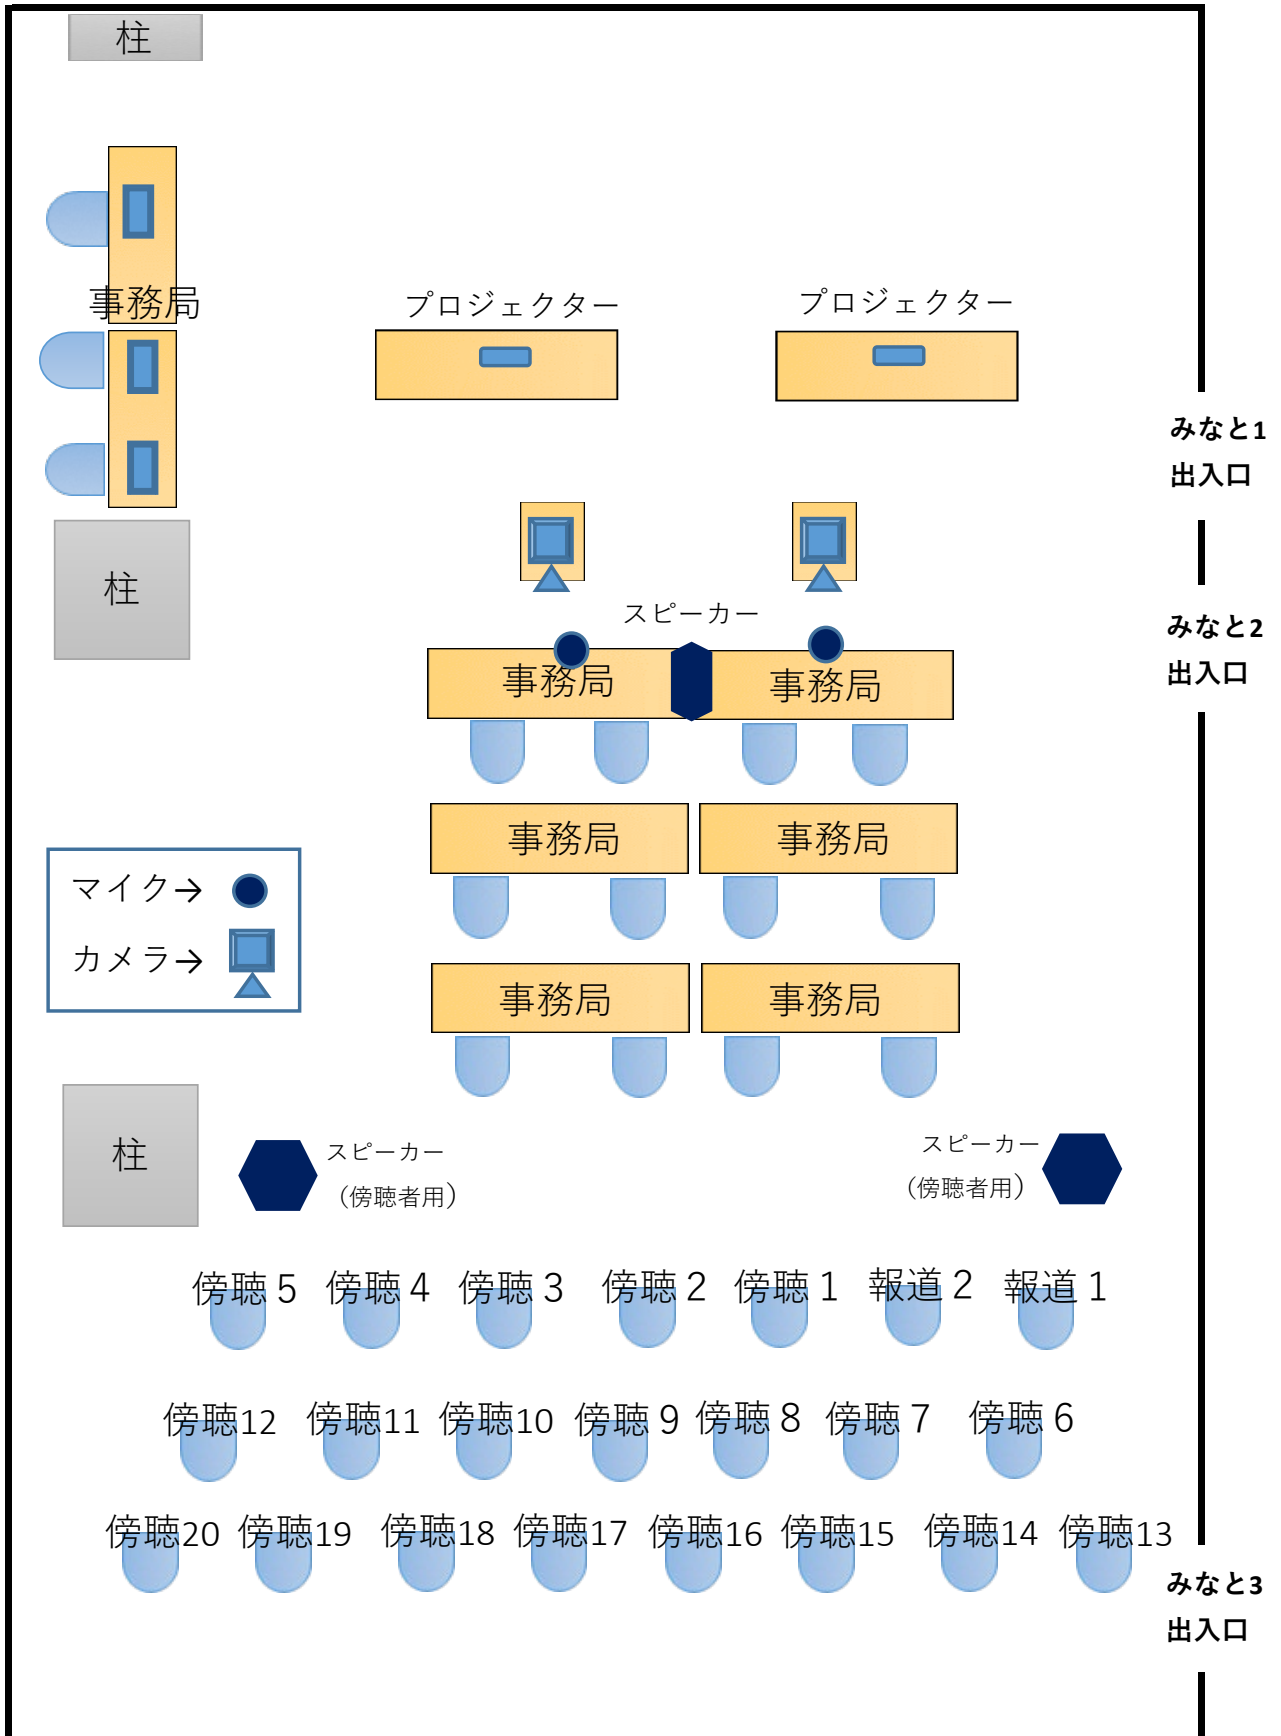 柱
事務局
プロジェクター
プロジェクター
みなと1
出入口
柱
スピーカー
みなと2
出入口
事務局
事務局
事務局
事務局
マイク→
カメラ→
事務局
事務局
柱
スピーカー
（傍聴者用）
スピーカー
（傍聴者用）
傍聴５ 傍聴４ 傍聴３ 傍聴２ 傍聴１ 報道２ 報道１
傍聴12 傍聴11 傍聴10 傍聴９ 傍聴８ 傍聴７ 傍聴６
傍聴20 傍聴19 傍聴18 傍聴17 傍聴16 傍聴15 傍聴14 傍聴13
みなと3
出入口